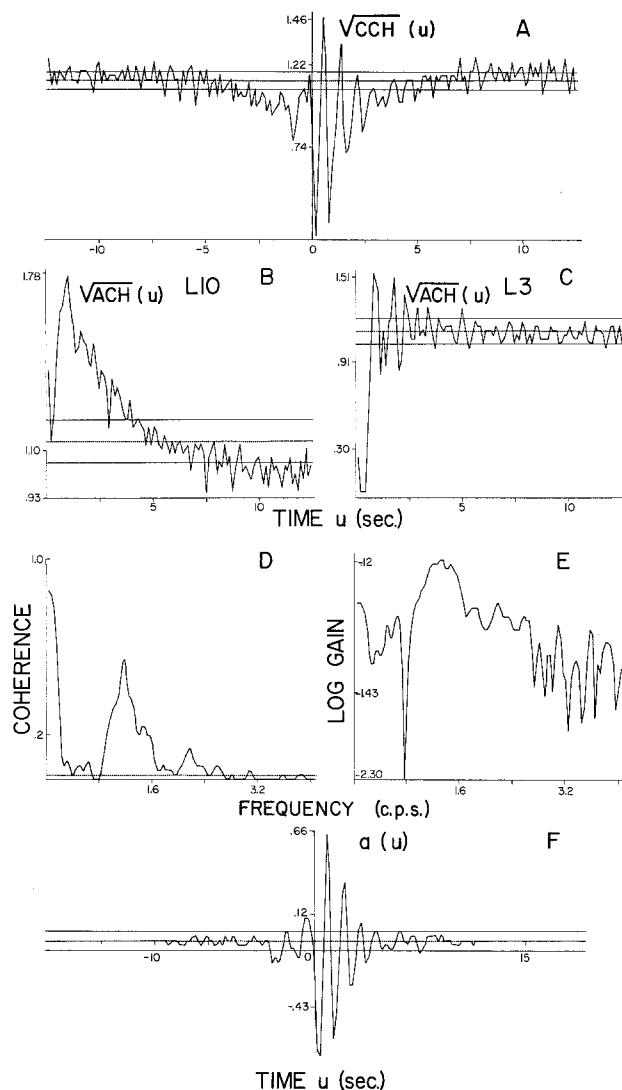 1.46
√CCH (u)
A
1.22
.74
-10
-5
0
5
10
1.78
√ACH (u) L10
B
1.10
.93
5
10
1.51
√ACH (u) L3
C
.91
.30
0
5
10
TIME u (sec.)
1.0
D
COHERENCE
.2
1.6
3.2
-.12
E
LOG GAIN
-.143
-2.30
1.6
3.2
FREQUENCY (c.p.s.)
.66
a (u)
F
.12
-10
0
15
-.43
TIME u (sec.)